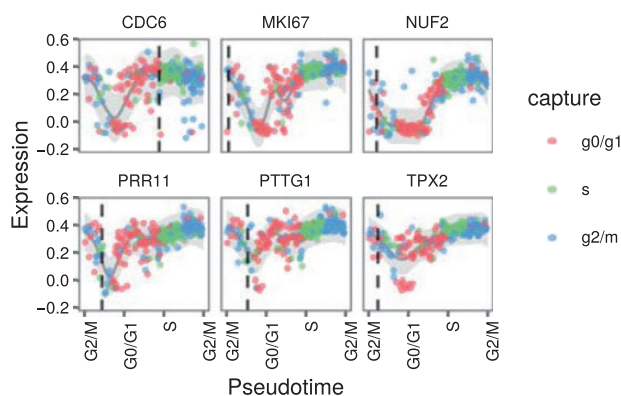 CDC6 MKI67 NUF2
0.6
0.4
0.2
0.0
−0.2
PRR11 PTTG1 TPX2
0.6
0.4
0.2
0.0
−0.2
Expression
G2/M G0/G1 S G2/M G2/M G0/G1 S G2/M G2/M G0/G1 S G2/M
Pseudotime
capture
g0/g1
s
g2/m